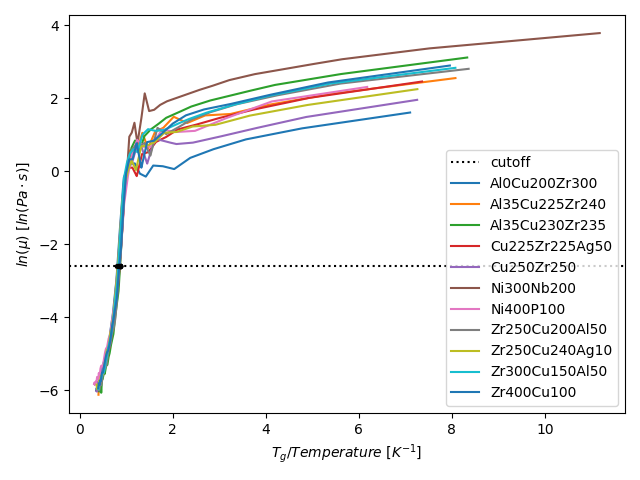 4
2
0
−2
−4
−6
ln(μ) [ln(Pa · s)]
0
2
4
6
8
10
T_g/Temperature [K^{-1}]
cutoff
Al0Cu200Zr300
Al35Cu225Zr240
Al35Cu230Zr235
Cu225Zr225Ag50
Cu250Zr250
Ni300Nb200
Ni400P100
Zr250Cu200Al50
Zr250Cu240Ag10
Zr300Cu150Al50
Zr400Cu100